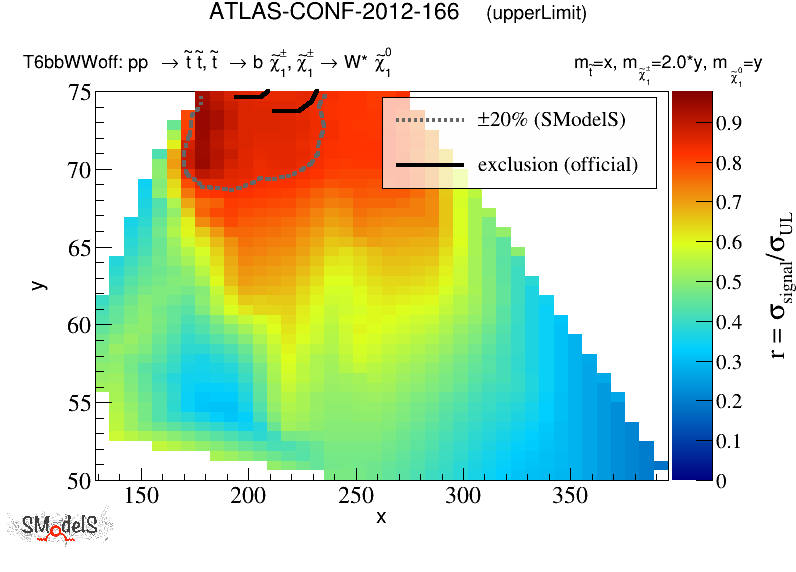 ATLAS-CONF-2012-166 (upperLimit)
T6bbWWoff: pp → t̃ t̃, t̃ → b χ̃₁±, χ̃₁± → W* χ̃₁⁰ m_t̃=x, m_χ̃₁±=2.0*y, m_χ̃₁⁰=y
±20% (SModelS)
exclusion (official)
75
70
65
60
55
50
y
150 200 250 300 350
x
0.9
0.8
0.7
0.6
0.5
0.4
0.3
0.2
0.1
0
r = σ_signal/σ_UL
SModelS